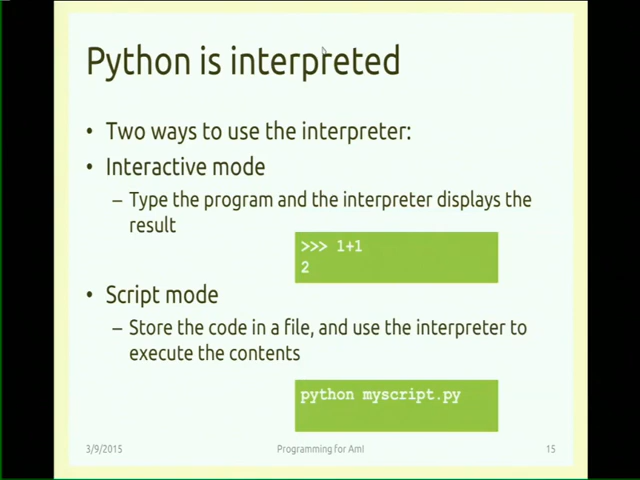 Python is interpreted
• Two ways to use the interpreter:
• Interactive mode
– Type the program and the interpreter displays the
result
>>> 1+1
2
• Script mode
– Store the code in a file, and use the interpreter to
execute the contents
python myscript.py
3/9/2015 Programming for AmI 15